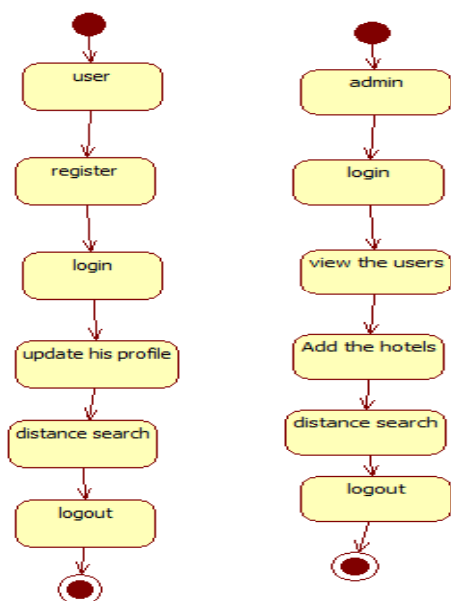 user
register
login
update his profile
distance search
logout
admin
login
view the users
Add the hotels
distance search
logout